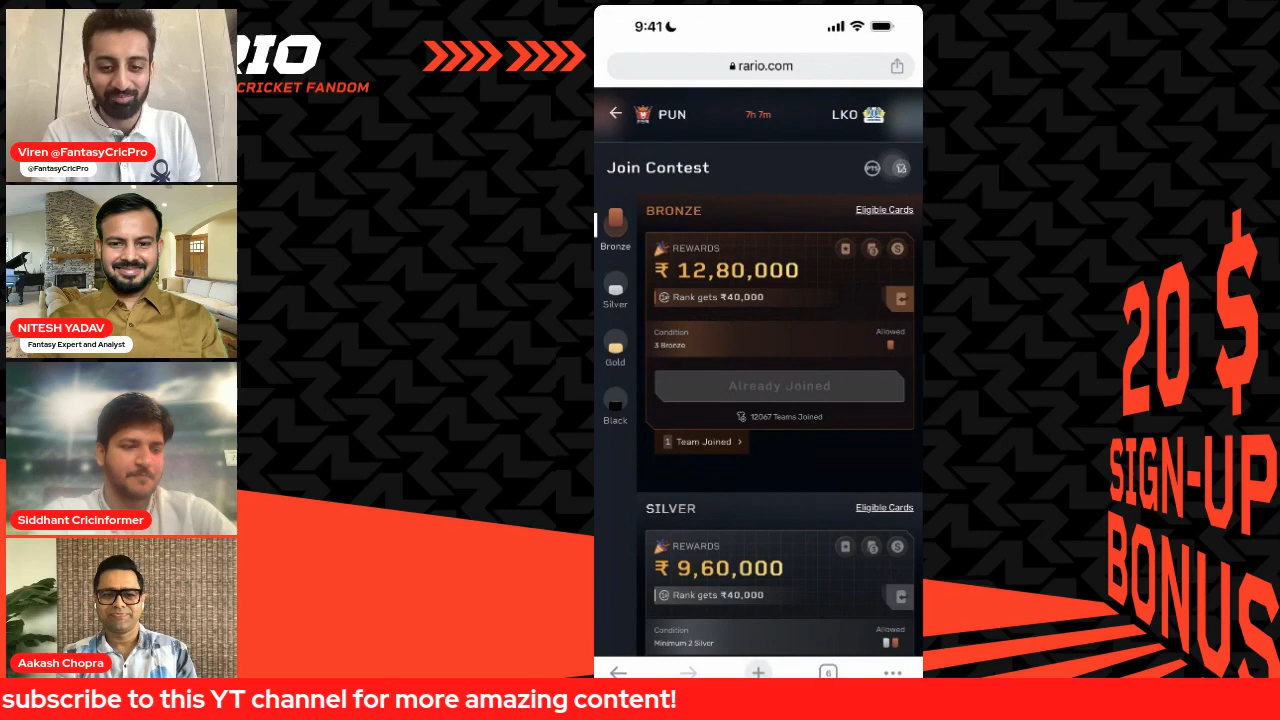 Viren @FantasyCricPro
@FantasyCricPro
NITESH YADAV
Fantasy Expert and Analyst
Siddhant Cricinformer
Aakash Chopra
RIO
CRICKET FANDOM
9:41
rario.com
PUN
7h 7m
LKO
Join Contest
PTS
Bronze
Silver
Gold
Black
BRONZE
Eligible Cards
REWARDS
₹ 12,80,000
Rank gets ₹40,000
Condition
Allowed
3 Bronze
Already Joined
12067 Teams Joined
1 Team Joined >
SILVER
Eligible Cards
REWARDS
₹ 9,60,000
Rank gets ₹40,000
Condition
Allowed
Minimum 2 Silver
20 $
SIGN-UP
BONUS
subscribe to this YT channel for more amazing content!